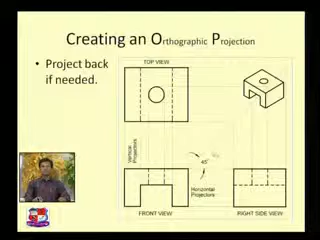 Creating an Orthographic Projection
• Project back
if needed.
TOP VIEW
Vertical
Projectors
45°
Horizontal
Projectors
FRONT VIEW
RIGHT SIDE VIEW